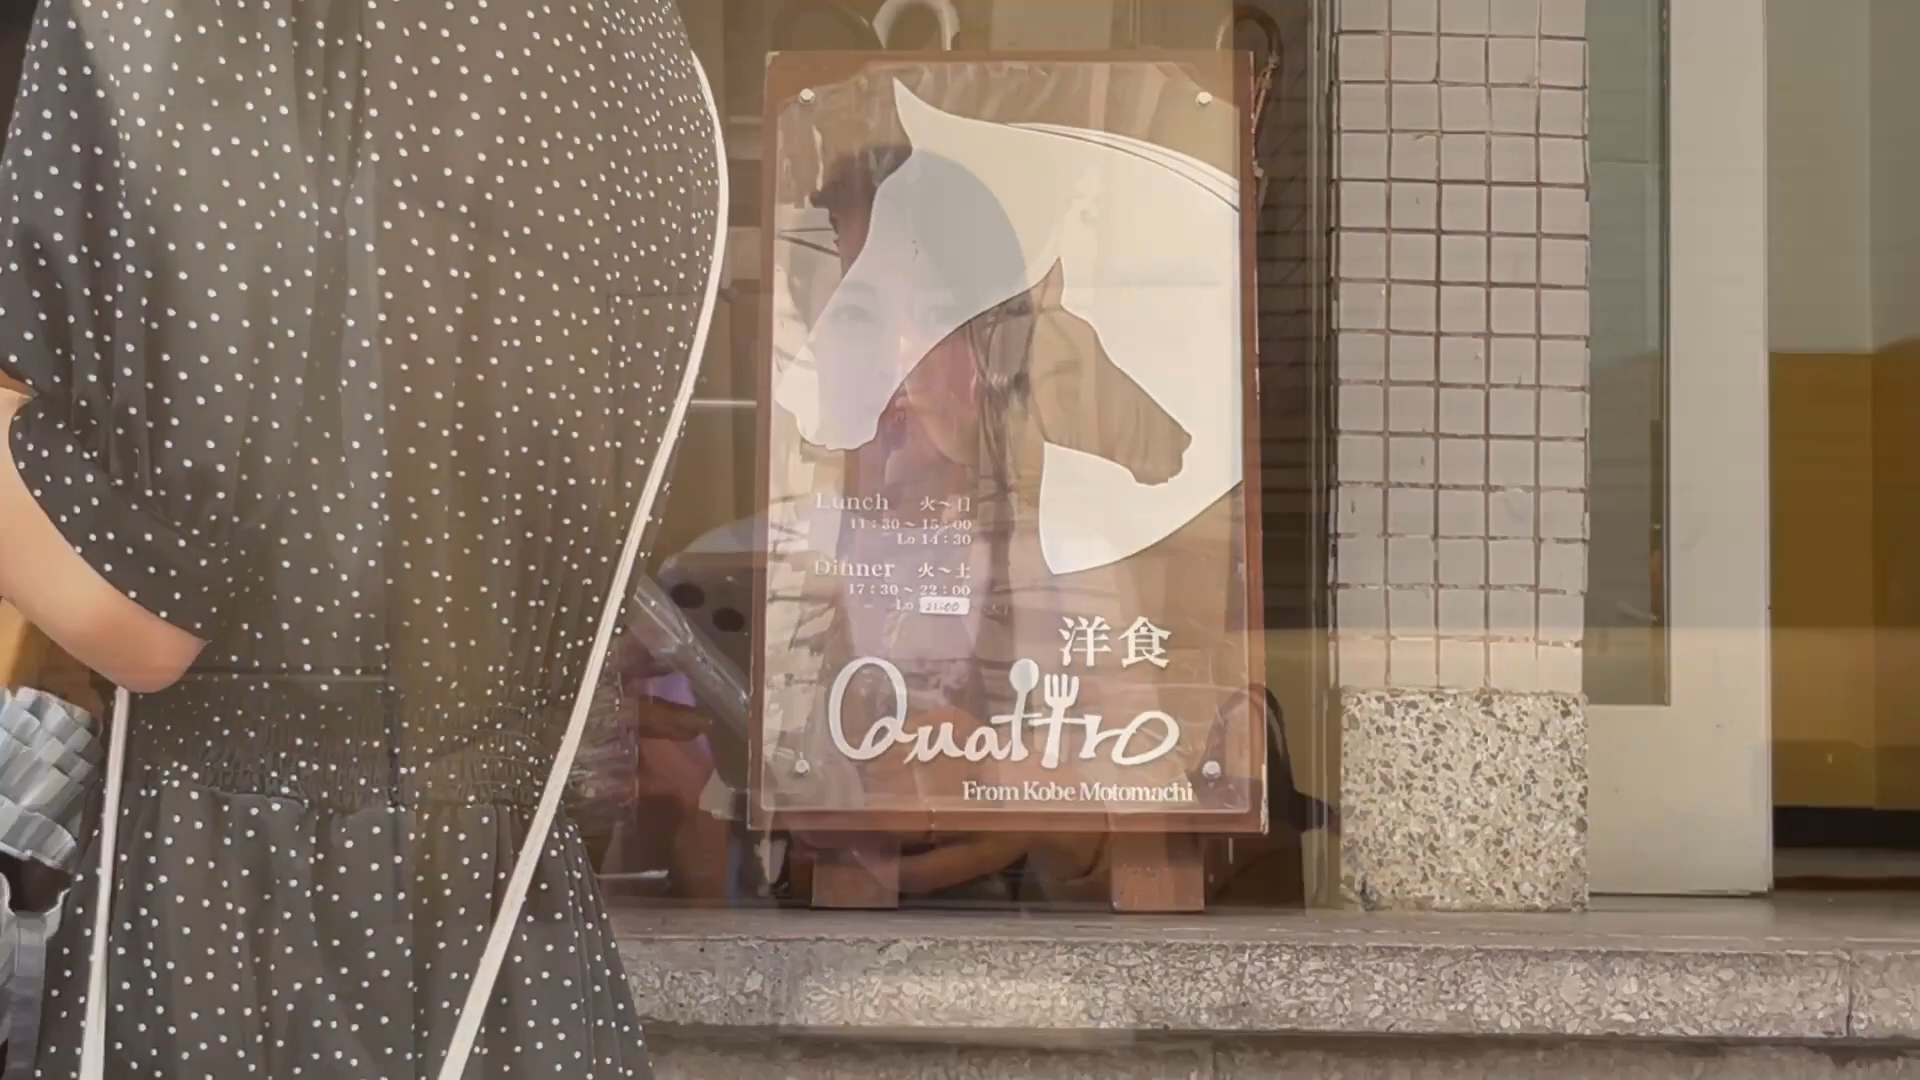 Lunch 火〜日
11:30〜15:00
Lo 14:30
Dinner 火〜土
17:30〜22:00
Lo 21:00
洋食
Quattro
From Kobe Motomachi